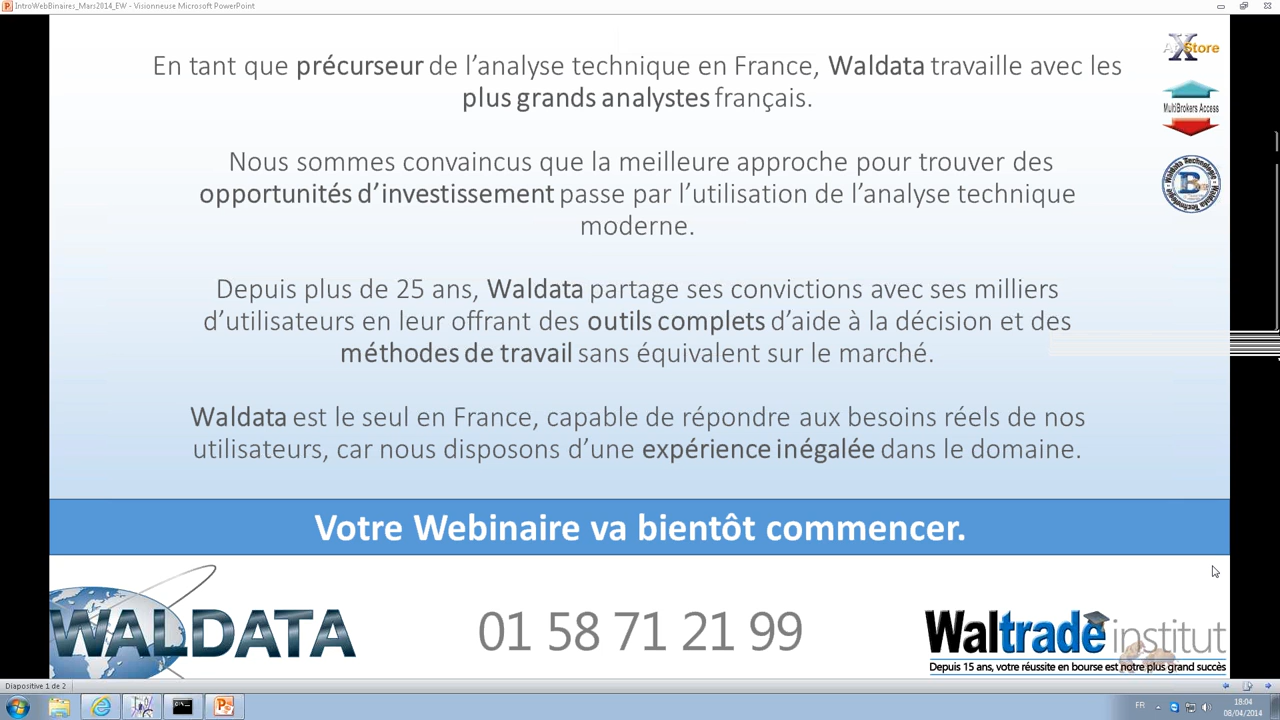 IntroWebBinaires_Mars2014_EW - Visionneuse Microsoft PowerPoint
En tant que précurseur de l'analyse technique en France, Waldata travaille avec les
plus grands analystes français.
Nous sommes convaincus que la meilleure approche pour trouver des
opportunités d'investissement passe par l'utilisation de l'analyse technique
moderne.
Depuis plus de 25 ans, Waldata partage ses convictions avec ses milliers
d'utilisateurs en leur offrant des outils complets d'aide à la décision et des
méthodes de travail sans équivalent sur le marché.
Waldata est le seul en France, capable de répondre aux besoins réels de nos
utilisateurs, car nous disposons d'une expérience inégalée dans le domaine.
Store
MultiBrokers Access
Waldata Technologie
B
Votre Webinaire va bientôt commencer.
WALDATA
01 58 71 21 99
Waltrade institut
Depuis 15 ans, votre réussite en bourse est notre plus grand succès
Diapositive 1 de 2
FR
18:04
08/04/2014